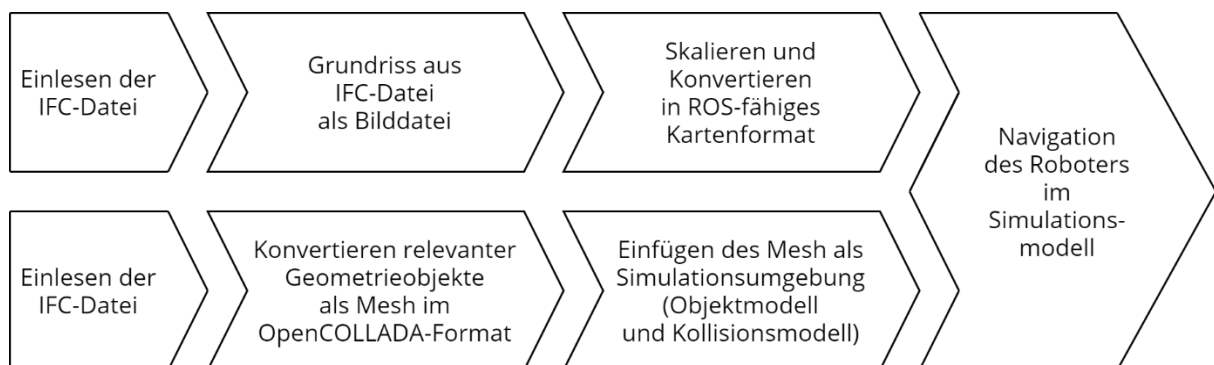 Einlesen der
IFC-Datei
Grundriss aus
IFC-Datei
als Bilddatei
Skalieren und
Konvertieren
in ROS-fähiges
Kartenformat
Einlesen der
IFC-Datei
Konvertieren relevanter
Geometrieobjekte
als Mesh im
OpenCOLLADA-Format
Einfügen des Mesh als
Simulationsumgebung
(Objektmodell
und Kollisionsmodell)
Navigation
des Roboters
im
Simulations-
modell